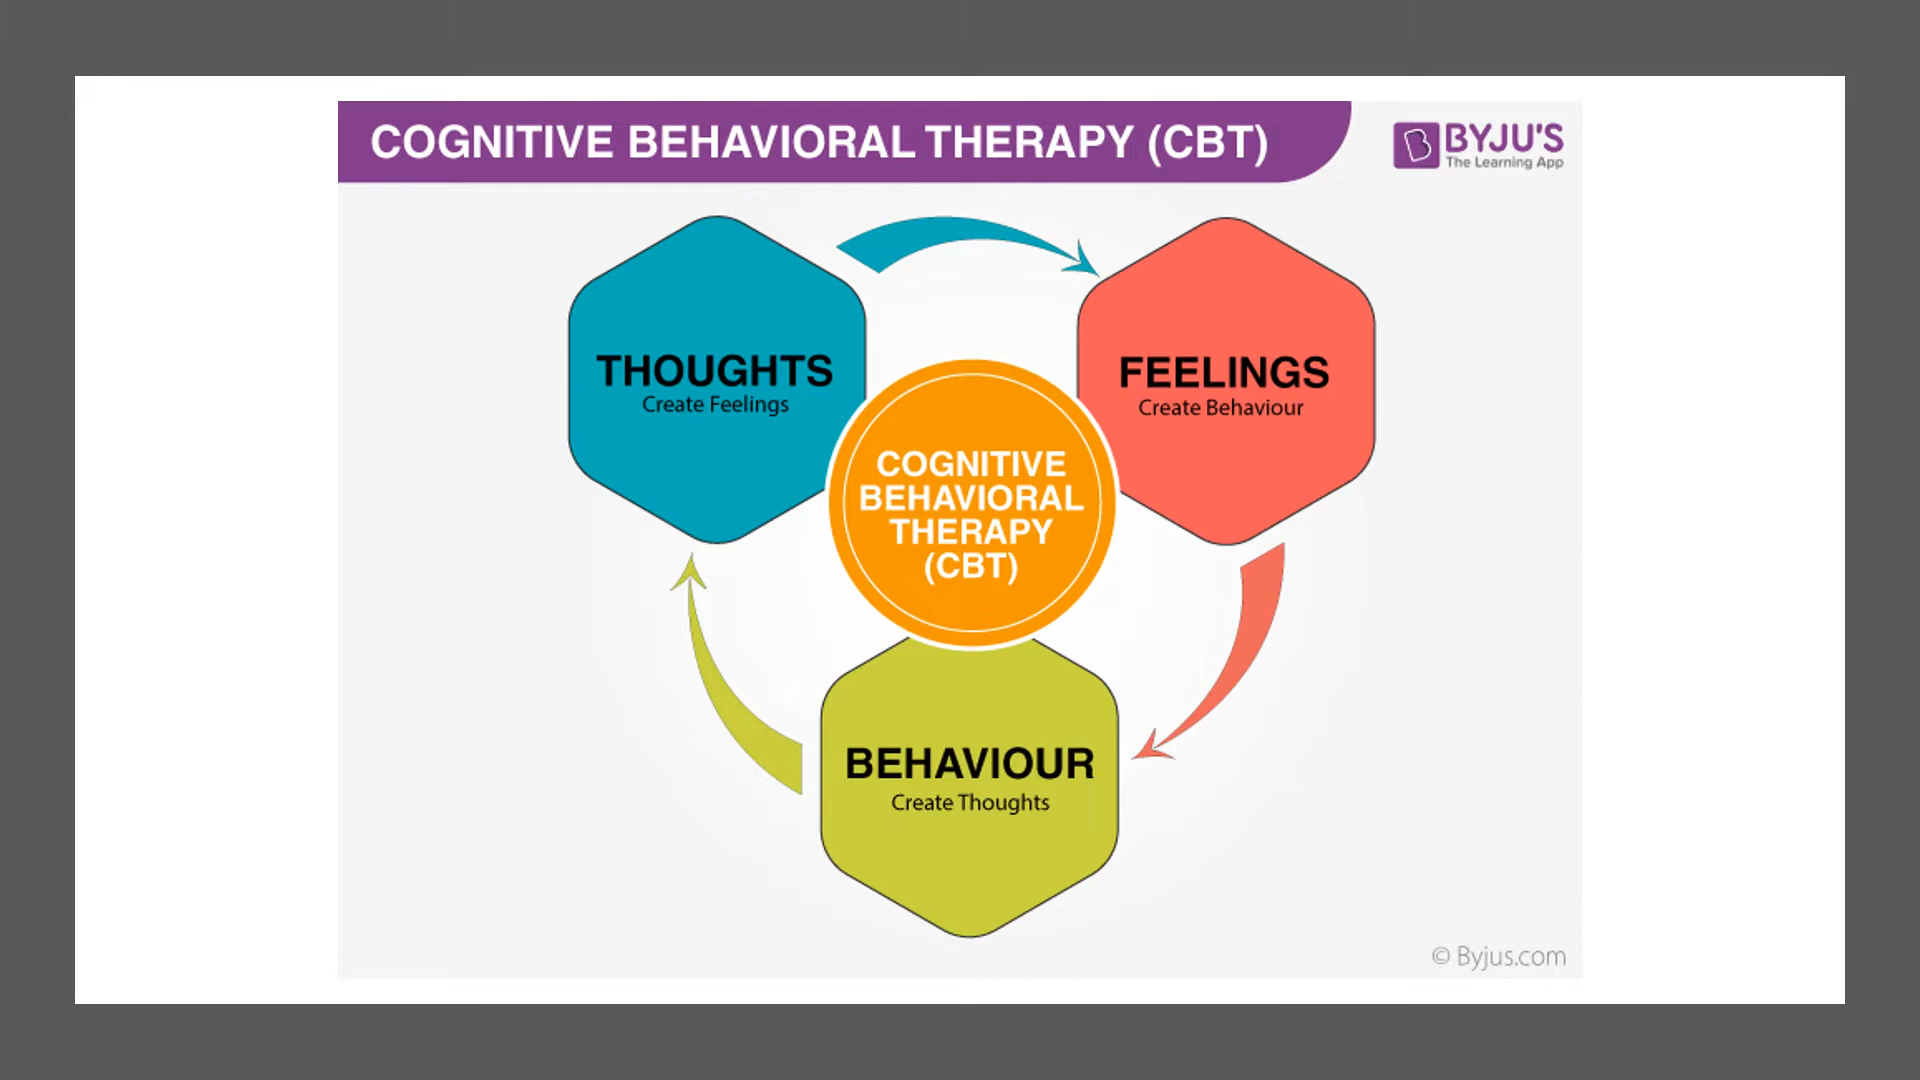 COGNITIVE BEHAVIORAL THERAPY (CBT)
BYJU'S
The Learning App
THOUGHTS
Create Feelings
FEELINGS
Create Behaviour
COGNITIVE
BEHAVIORAL
THERAPY
(CBT)
BEHAVIOUR
Create Thoughts
© Byjus.com